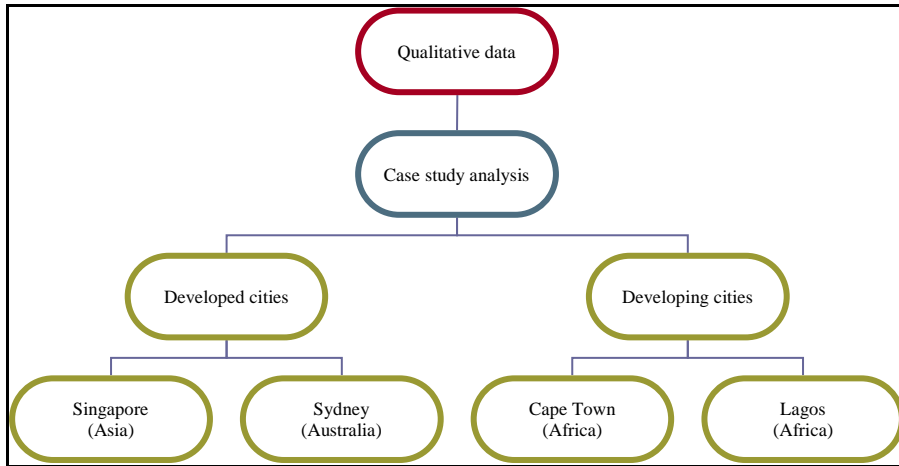 Qualitative data
Case study analysis
Developed cities
Developing cities
Singapore
(Asia)
Sydney
(Australia)
Cape Town
(Africa)
Lagos
(Africa)